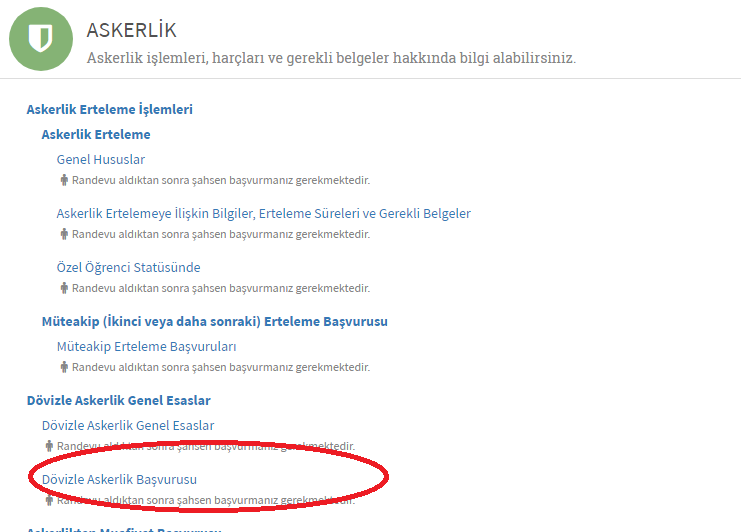 ASKERLİK
Askerlik işlemleri, harçları ve gerekli belgeler hakkında bilgi alabilirsiniz.
Askerlik Erteleme İşlemleri
Askerlik Erteleme
Genel Hususlar
Randevu aldıktan sonra şahsen başvurmanız gerekmektedir.
Askerlik Ertelemeye İlişkin Bilgiler, Erteleme Süreleri ve Gerekli Belgeler
Randevu aldıktan sonra şahsen başvurmanız gerekmektedir.
Özel Öğrenci Statüsünde
Randevu aldıktan sonra şahsen başvurmanız gerekmektedir.
Müteakip (İkinci veya daha sonraki) Erteleme Başvurusu
Müteakip Erteleme Başvuruları
Randevu aldıktan sonra şahsen başvurmanız gerekmektedir.
Dövizle Askerlik Genel Esaslar
Dövizle Askerlik Genel Esaslar
Randevu aldıktan sonra şahsen başvurmanız gerekmektedir.
Dövizle Askerlik Başvurusu
Randevu aldıktan sonra şahsen başvurmanız gerekmektedir.